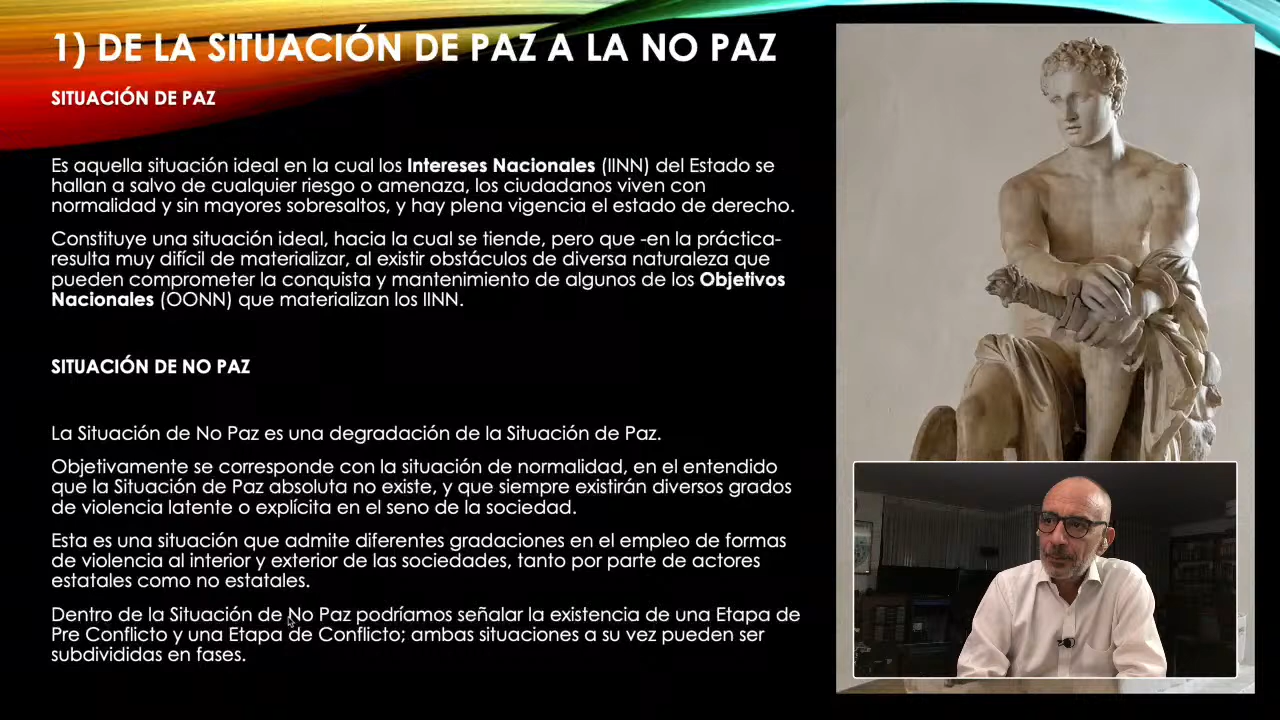 1) DE LA SITUACIÓN DE PAZ A LA NO PAZ
SITUACIÓN DE PAZ
Es aquella situación ideal en la cual los Intereses Nacionales (IINN) del Estado se
hallan a salvo de cualquier riesgo o amenaza, los ciudadanos viven con
normalidad y sin mayores sobresaltos, y hay plena vigencia el estado de derecho.
Constituye una situación ideal, hacia la cual se tiende, pero que -en la práctica-
resulta muy difícil de materializar, al existir obstáculos de diversa naturaleza que
pueden comprometer la conquista y mantenimiento de algunos de los Objetivos
Nacionales (OONN) que materializan los IINN.
SITUACIÓN DE NO PAZ
La Situación de No Paz es una degradación de la Situación de Paz.
Objetivamente se corresponde con la situación de normalidad, en el entendido
que la Situación de Paz absoluta no existe, y que siempre existirán diversos grados
de violencia latente o explícita en el seno de la sociedad.
Esta es una situación que admite diferentes gradaciones en el empleo de formas
de violencia al interior y exterior de las sociedades, tanto por parte de actores
estatales como no estatales.
Dentro de la Situación de No Paz podríamos señalar la existencia de una Etapa de
Pre Conflicto y una Etapa de Conflicto; ambas situaciones a su vez pueden ser
subdivididas en fases.